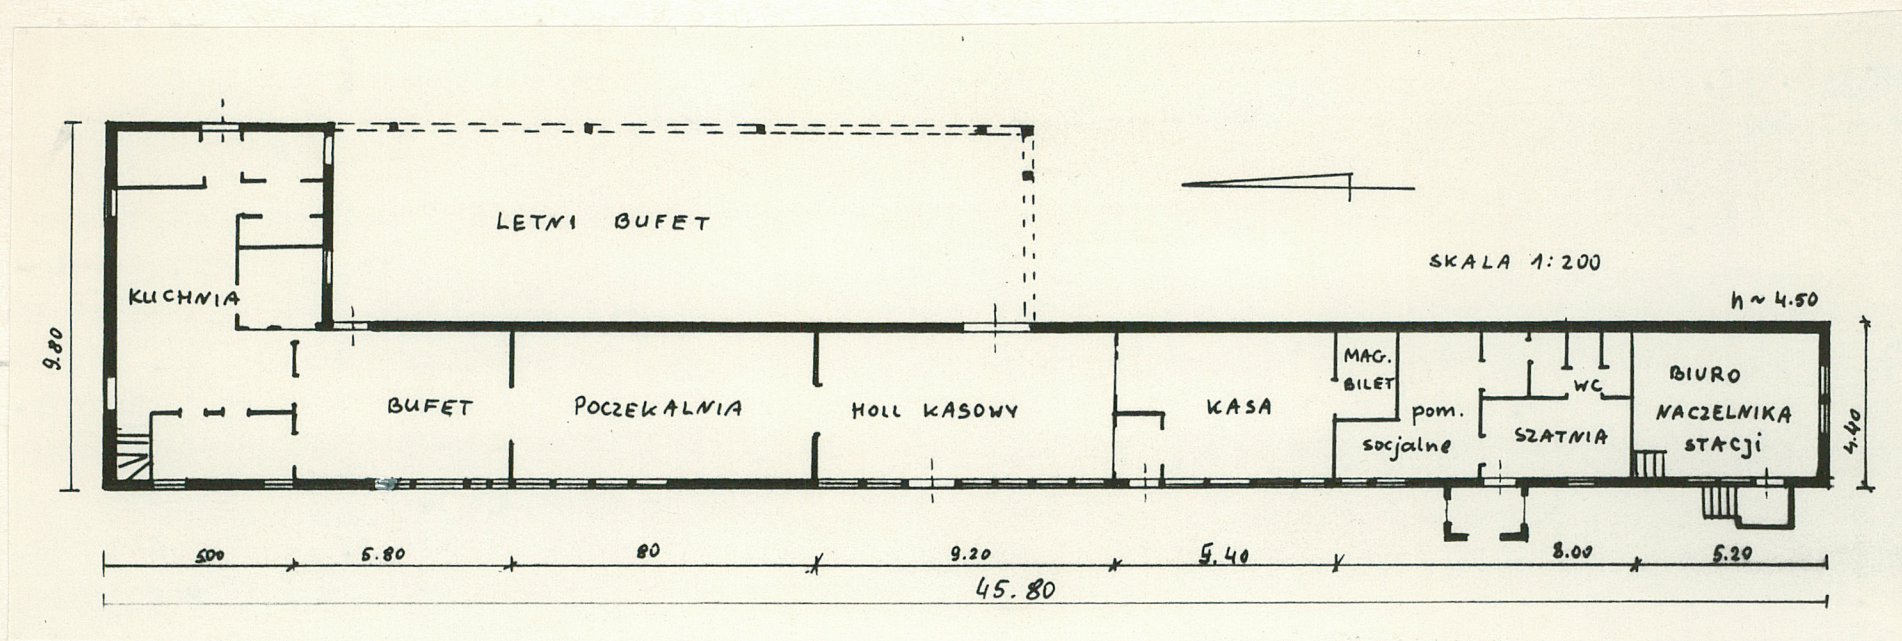 LETNI BUFET
SKALA 1:200
h ~ 4.50
KUCHNIA
9.80
MAG.
BILET
BUFET
POCZEKALNIA
HOLL KASOWY
KASA
pom.
socjalne
WC
SZATNIA
BIURO
NACZELNIKA
STACJi
4.40
5.00
5.80
80
9.20
5.40
8.00
5.20
45.80